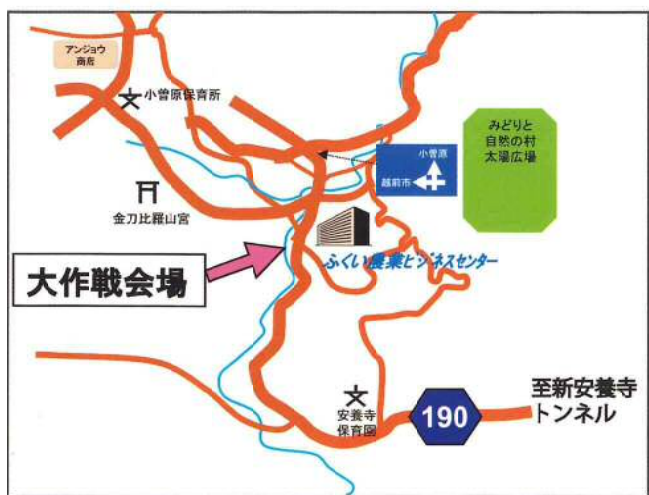 アンジョウ
商店
小曽原保育所
みどりと
自然の村
太陽広場
小曽原
越前市
金刀比羅山宮
ふくい農業ビジネスセンター
大作戦会場
安養寺
保育園
190
至新安養寺
トンネル